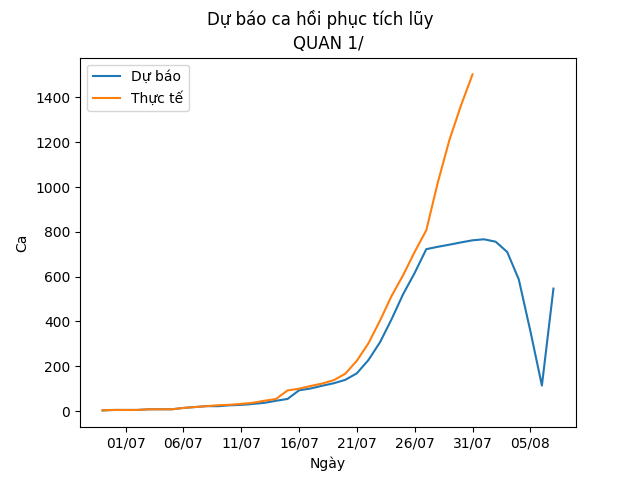 Dự báo ca hồi phục tích lũy
QUAN 1/
Dự báo
Thực tế
1400
1200
1000
800
600
400
200
0
Ca
01/07 06/07 11/07 16/07 21/07 26/07 31/07 05/08
Ngày